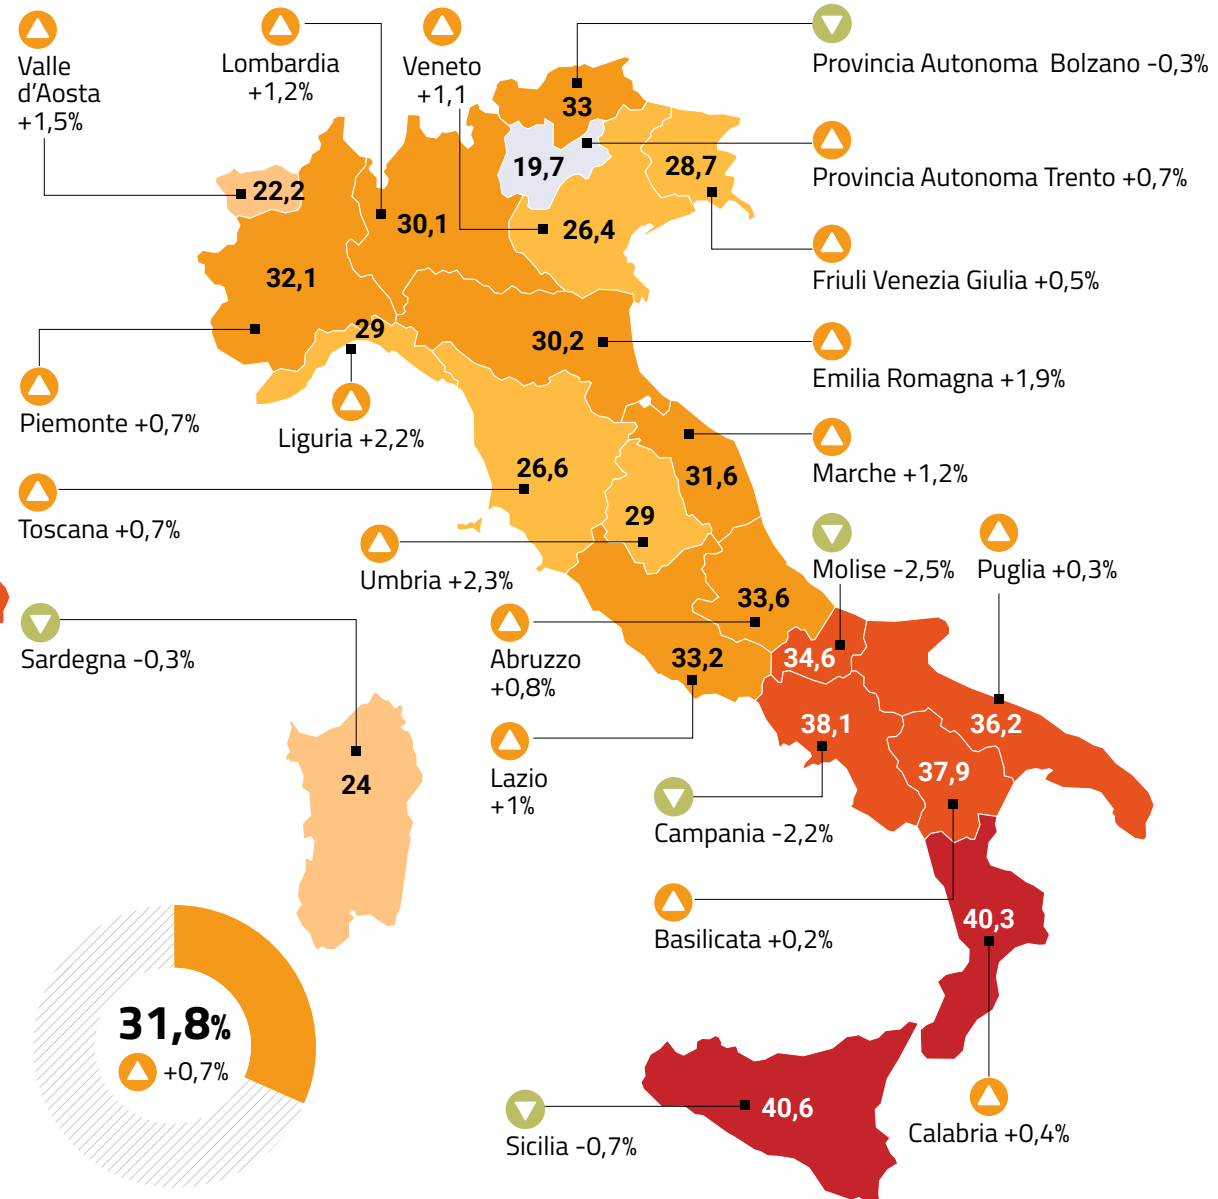 Valle
d'Aosta
+1,5%
Lombardia
+1,2%
Veneto
+1,1
Provincia Autonoma  Bolzano -0,3%
33
19,7
Provincia Autonoma Trento +0,7%
28,7
22,2
30,1
26,4
Friuli Venezia Giulia +0,5%
32,1
29
30,2
Emilia Romagna +1,9%
Piemonte +0,7%
Liguria +2,2%
26,6
31,6
Marche +1,2%
Toscana +0,7%
29
Umbria +2,3%
Molise -2,5%
Puglia +0,3%
33,6
Sardegna -0,3%
Abruzzo
+0,8%
33,2
34,6
38,1
36,2
24
Lazio
+1%
37,9
Campania -2,2%
Basilicata +0,2%
40,3
31,8%
+0,7%
40,6
Sicilia -0,7%
Calabria +0,4%